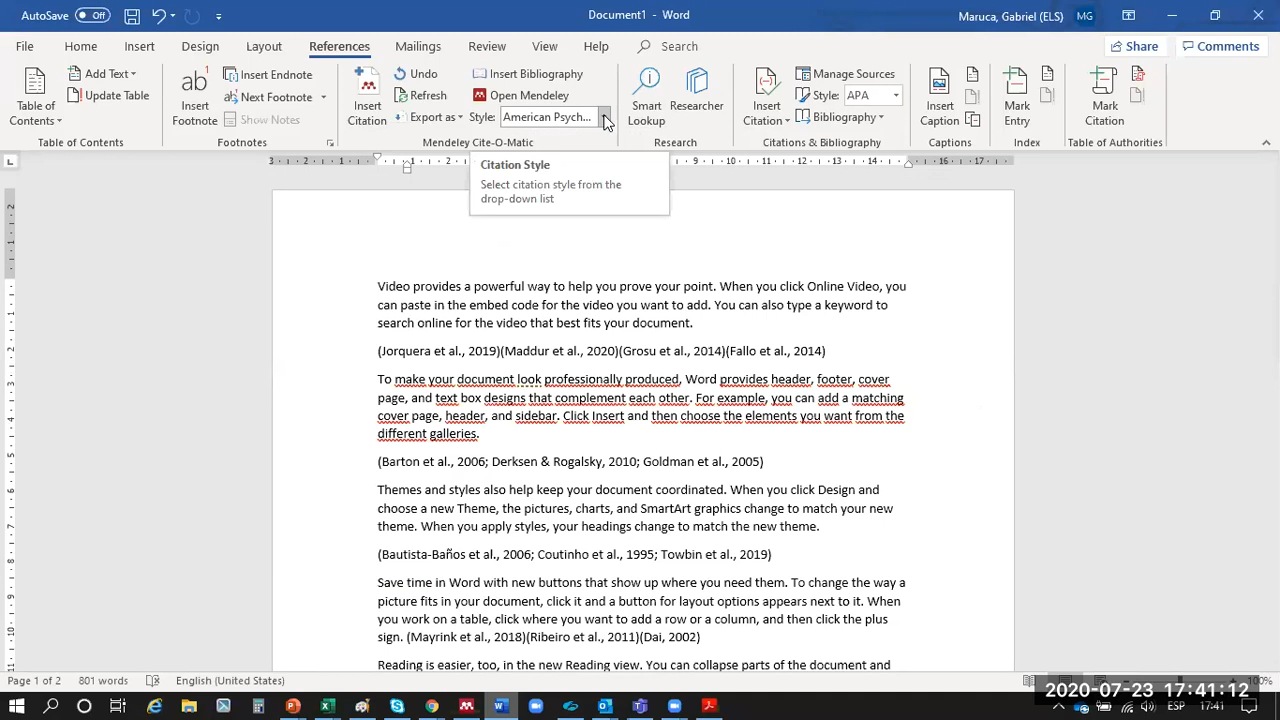 AutoSave Off
Document1 - Word
Maruca, Gabriel (ELS) MG
File Home Insert Design Layout References Mailings Review View Help Search
Share Comments
Table of Contents
Add Text
Update Table
Table of Contents
ab
Insert Footnote
Insert Endnote
Next Footnote
Show Notes
Footnotes
Insert Citation
Undo
Refresh
Export as
Insert Bibliography
Open Mendeley
Style: American Psych...
Mendeley Cite-O-Matic
Smart Lookup
Researcher
Research
Insert Citation
Manage Sources
Style: APA
Bibliography
Citations & Bibliography
Insert Caption
Captions
Mark Entry
Index
Mark Citation
Table of Authorities
Citation Style
Select citation style from the
drop-down list
Video provides a powerful way to help you prove your point. When you click Online Video, you
can paste in the embed code for the video you want to add. You can also type a keyword to
search online for the video that best fits your document.
(Jorquera et al., 2019)(Maddur et al., 2020)(Grosu et al., 2014)(Fallo et al., 2014)
To make your document look professionally produced, Word provides header, footer, cover
page, and text box designs that complement each other. For example, you can add a matching
cover page, header, and sidebar. Click Insert and then choose the elements you want from the
different galleries.
(Barton et al., 2006; Derksen & Rogalsky, 2010; Goldman et al., 2005)
Themes and styles also help keep your document coordinated. When you click Design and
choose a new Theme, the pictures, charts, and SmartArt graphics change to match your new
theme. When you apply styles, your headings change to match the new theme.
(Bautista-Baños et al., 2006; Coutinho et al., 1995; Towbin et al., 2019)
Save time in Word with new buttons that show up where you need them. To change the way a
picture fits in your document, click it and a button for layout options appears next to it. When
you work on a table, click where you want to add a row or a column, and then click the plus
sign. (Mayrink et al., 2018)(Ribeiro et al., 2011)(Dai, 2002)
Reading is easier, too, in the new Reading view. You can collapse parts of the document and
Page 1 of 2 801 words English (United States) 100%
2020-07-23 17:41:12
ESP 17:41